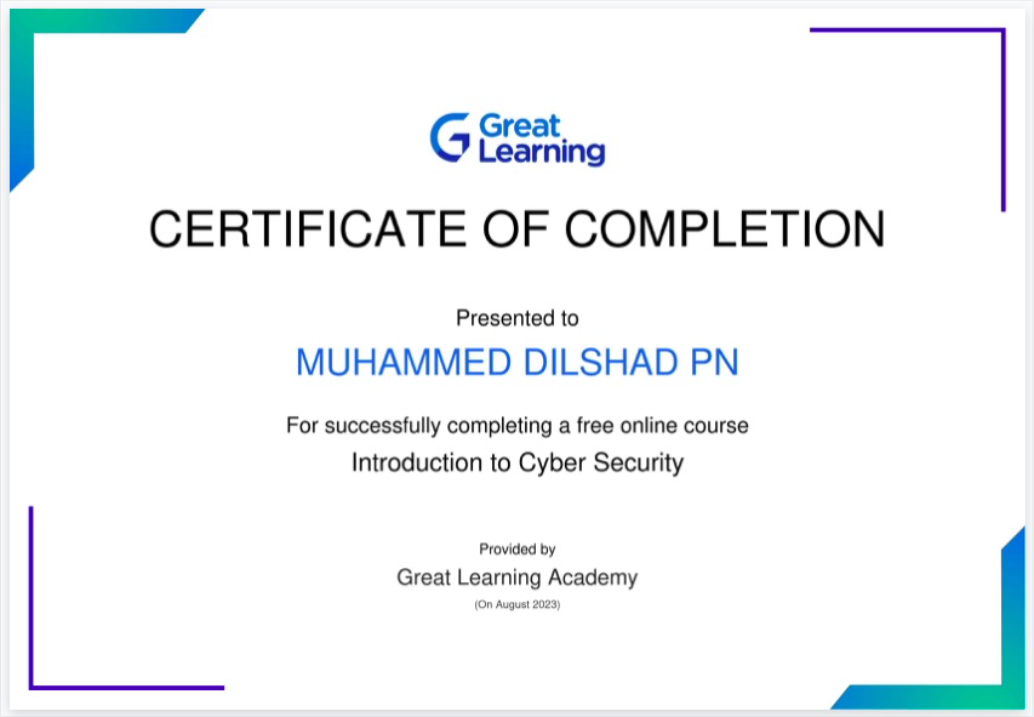 Great
Learning
CERTIFICATE OF COMPLETION
Presented to
MUHAMMED DILSHAD PN
For successfully completing a free online course
Introduction to Cyber Security
Provided by
Great Learning Academy
(On August 2023)